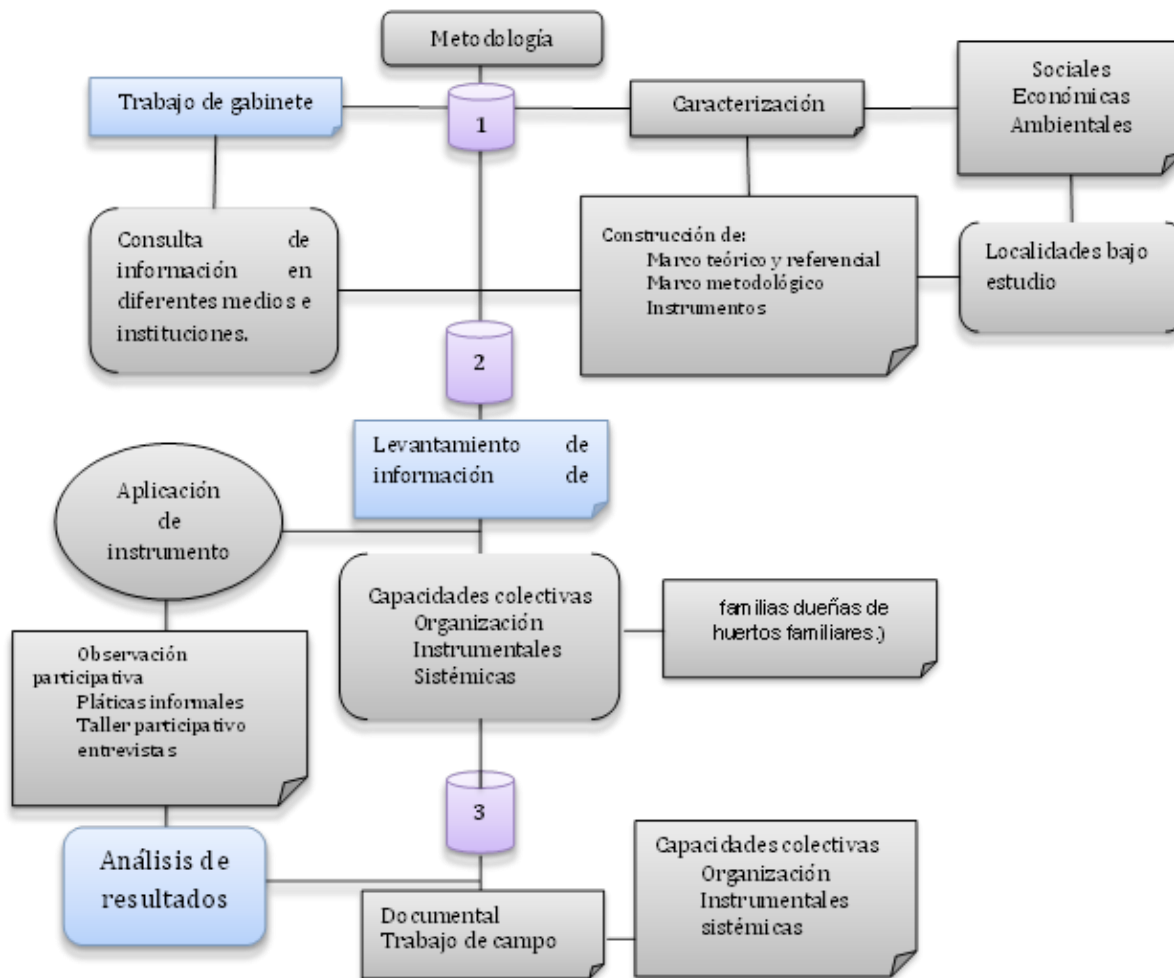 Metodología
Trabajo de gabinete
1
Caracterización
Sociales
Económicas
Ambientales
Consulta de
información en
diferentes medios e
instituciones.
Construcción de:
Marco teórico y referencial
Marco metodológico
Instrumentos
Localidades bajo
estudio
2
Levantamiento de
información de
Aplicación
de
instrumento
Capacidades colectivas
Organización
Instrumentales
Sistémicas
familias dueñas de
huertos familiares.)
Observación
participativa
Pláticas informales
Taller participativo
entrevistas
3
Análisis de
resultados
Documental
Trabajo de campo
Capacidades colectivas
Organización
Instrumentales
sistémicas